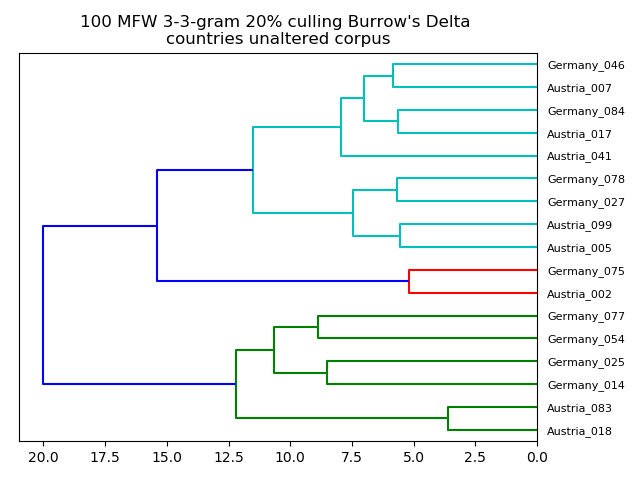 100 MFW 3-3-gram 20% culling Burrow's Delta
countries unaltered corpus
Germany_046
Austria_007
Germany_084
Austria_017
Austria_041
Germany_078
Germany_027
Austria_099
Austria_005
Germany_075
Austria_002
Germany_077
Germany_054
Germany_025
Germany_014
Austria_083
Austria_018
20.0 17.5 15.0 12.5 10.0 7.5 5.0 2.5 0.0